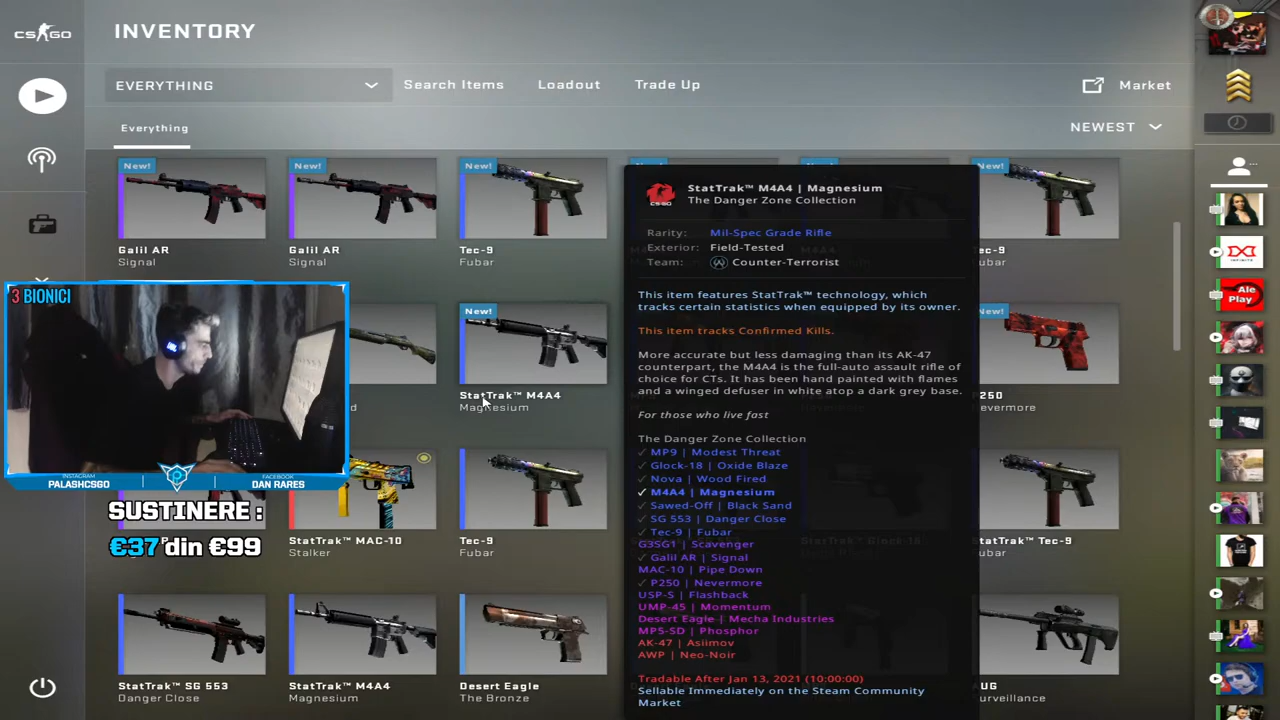 CS:GO
INVENTORY
EVERYTHING
Search Items
Loadout
Trade Up
Market
Everything
NEWEST
New!
Galil AR
Signal
New!
Galil AR
Signal
New!
Tec-9
Fubar
New!
Tec-9
Fubar
3 BIONICI
INSTAGRAM
PALASHCSGO
FACEBOOK
DAN RARES
SUSTINERE :
€37 din €99
New!
StatTrak™ M4A4
Magnesium
New!
P250
Nevermore
StatTrak™ MAC-10
Stalker
Tec-9
Fubar
StatTrak™ Tec-9
Fubar
StatTrak™ SG 553
Danger Close
StatTrak™ M4A4
Magnesium
Desert Eagle
The Bronze
AUG
Surveillance
StatTrak™ M4A4 | Magnesium
The Danger Zone Collection
Rarety: Mil-Spec Grade Rifle
Exterior: Field-Tested
Team: Counter-Terrorist
This item features StatTrak™ technology, which
tracks certain statistics when equipped by its owner.
This item tracks Confirmed Kills.
More accurate but less damaging than its AK-47
counterpart, the M4A4 is the full-auto assault rifle of
choice for CTs. It has been hand painted with flames
and a winged defuser in white atop a dark grey base.
For those who live fast
The Danger Zone Collection
✓ MP9 | Modest Threat
✓ Glock-18 | Oxide Blaze
✓ Nova | Wood Fired
✓ M4A4 | Magnesium
✓ Sawed-Off | Black Sand
✓ SG 553 | Danger Close
✓ Tec-9 | Fubar
G3SG1 | Scavenger
✓ Galil AR | Signal
MAC-10 | Pipe Down
✓ P250 | Nevermore
USP-S | Flashback
UMP-45 | Momentum
Desert Eagle | Mecha Industries
MP5-SD | Phosphor
AK-47 | Asiimov
AWP | Neo-Noir
Tradable After Jan 13, 2021 (10:00:00)
Sellable Immediately on the Steam Community
Market
Ale
Play